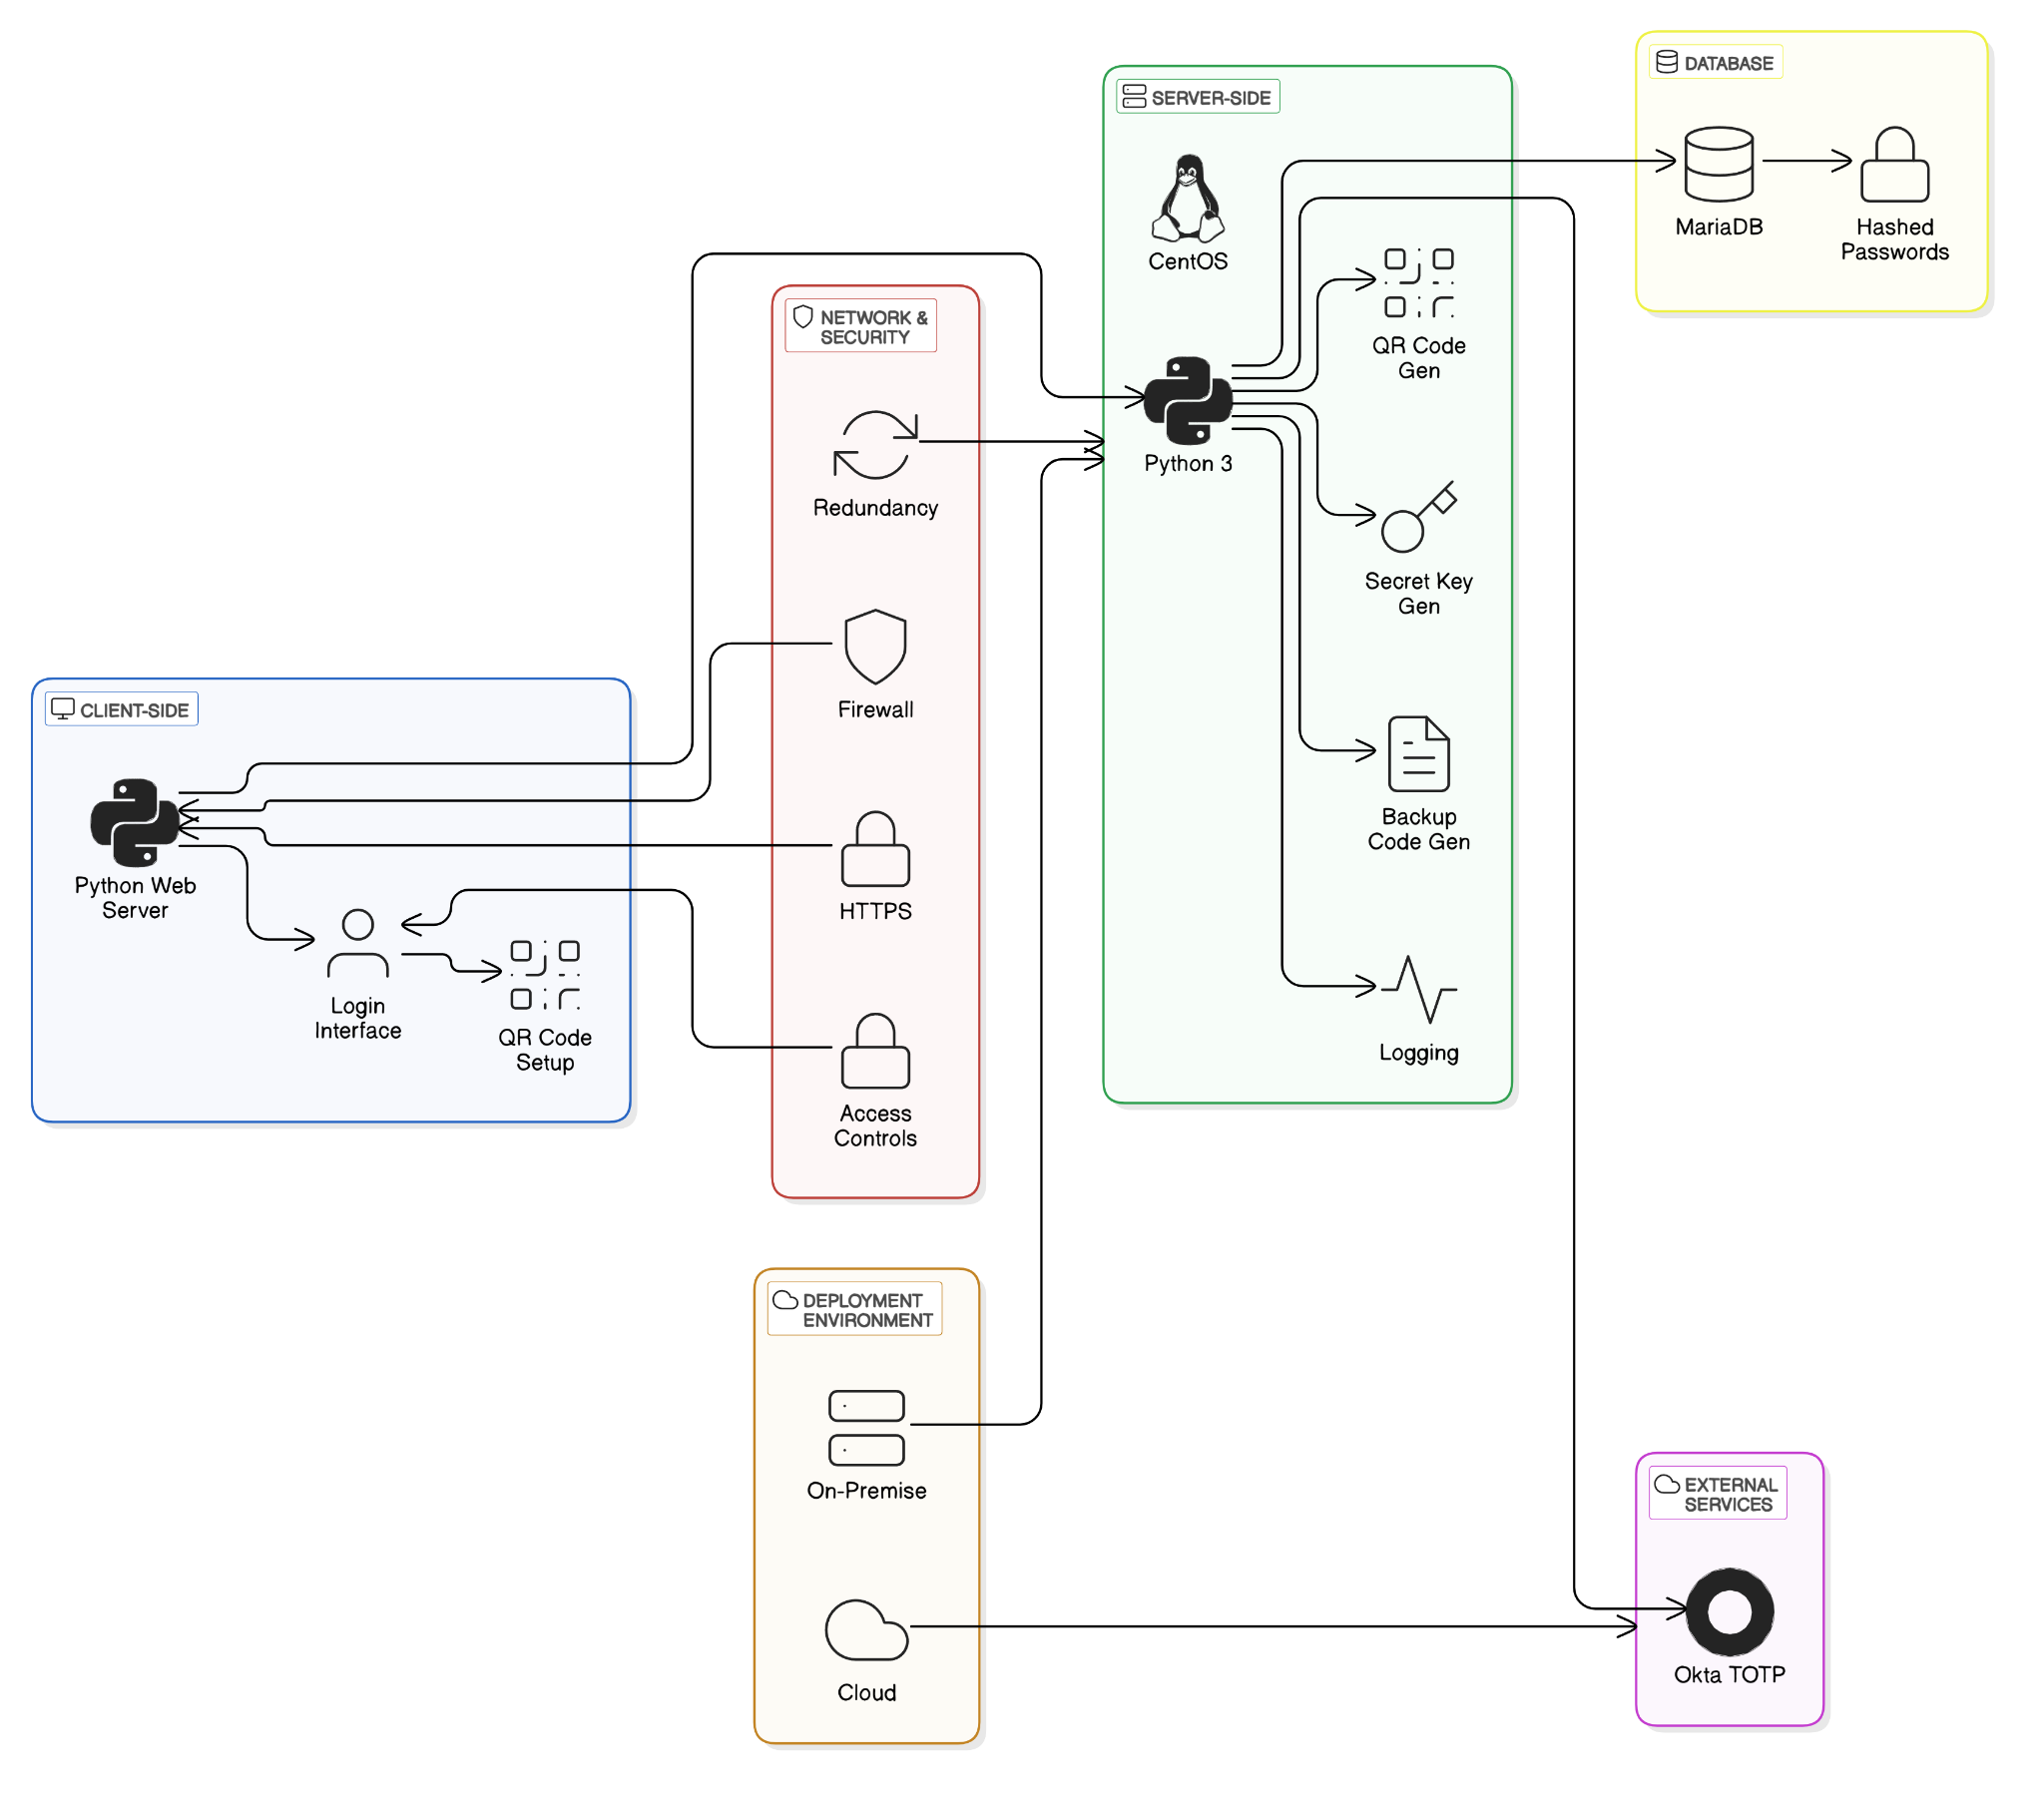 DATABASE
MariaDB
Hashed
Passwords
SERVER-SIDE
CentOS
QR Code
Gen
Python 3
Secret Key
Gen
Backup
Code Gen
Logging
NETWORK &
SECURITY
Redundancy
Firewall
HTTPS
Access
Controls
CLIENT-SIDE
Python Web
Server
Login
Interface
QR Code
Setup
DEPLOYMENT
ENVIRONMENT
On-Premise
Cloud
EXTERNAL
SERVICES
Okta TOTP